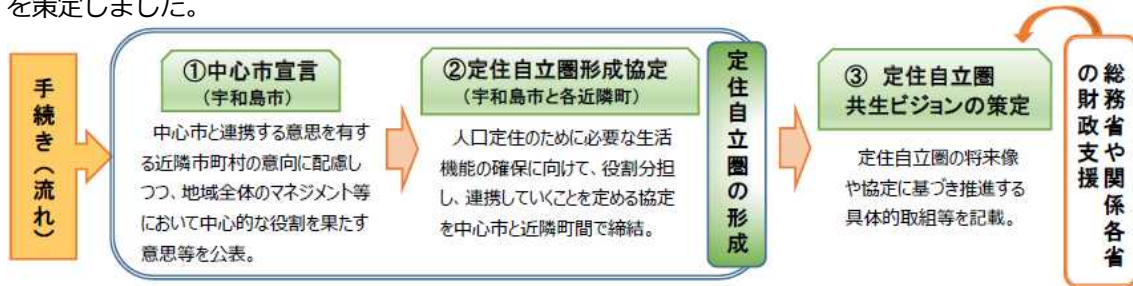 を策定しました。
手続き（流れ）
①中心市宣言
（宇和島市）
中心市と連携する意思を有す
る近隣市町村の意向に配慮し
つつ、地域全体のマネジメント等
において中心的な役割を果たす
意思等を公表。
②定住自立圏形成協定
（宇和島市と各近隣町）
人口定住のために必要な生活
機能の確保に向けて、役割分担
し、連携していくことを定める協定
を中心市と近隣町間で締結。
定住自立圏の形成
③ 定住自立圏
共生ビジョンの策定
定住自立圏の将来像
や協定に基づき推進する
具体的取組等を記載。
総務省や関係各省
の財政支援